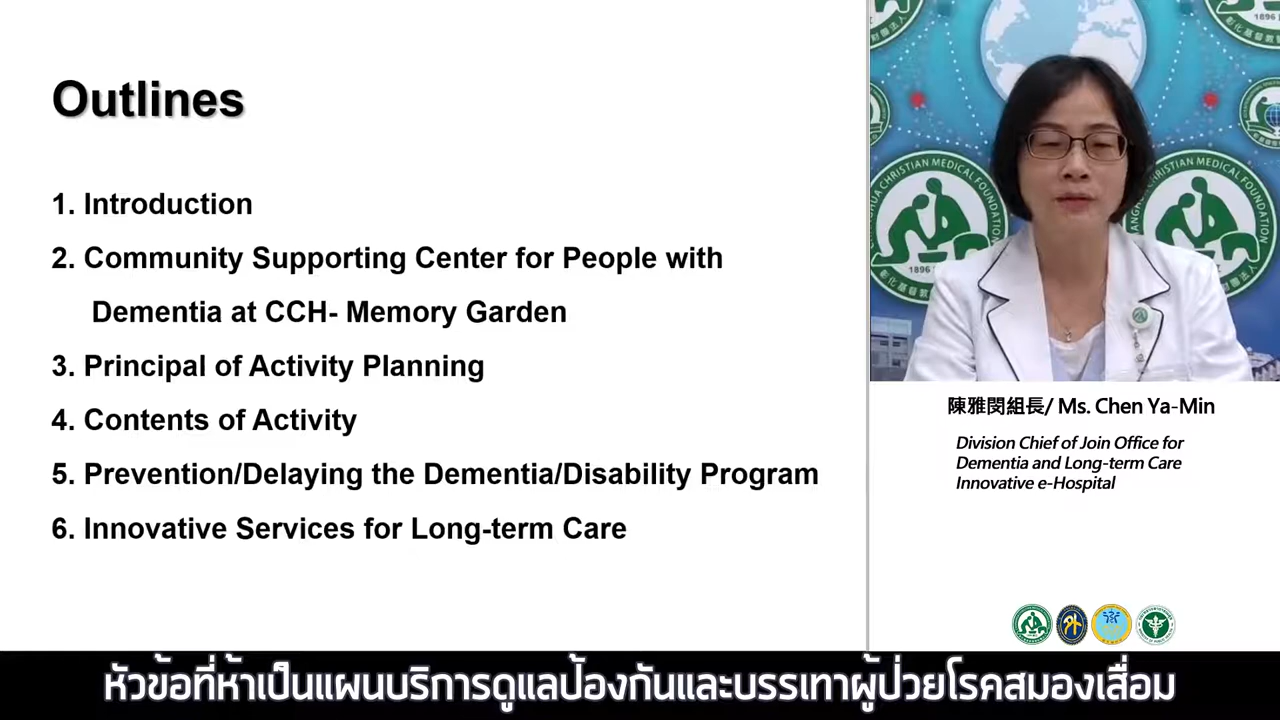 Outlines
1. Introduction
2. Community Supporting Center for People with
Dementia at CCH- Memory Garden
3. Principal of Activity Planning
4. Contents of Activity
5. Prevention/Delaying the Dementia/Disability Program
6. Innovative Services for Long-term Care
陳雅閔組長/ Ms. Chen Ya-Min
Division Chief of Join Office for
Dementia and Long-term Care
Innovative e-Hospital
หัวข้อที่ห้าเป็นแผนบริการดูแลป้องกันและบรรเทาผู้ป่วยโรคสมองเสื่อม